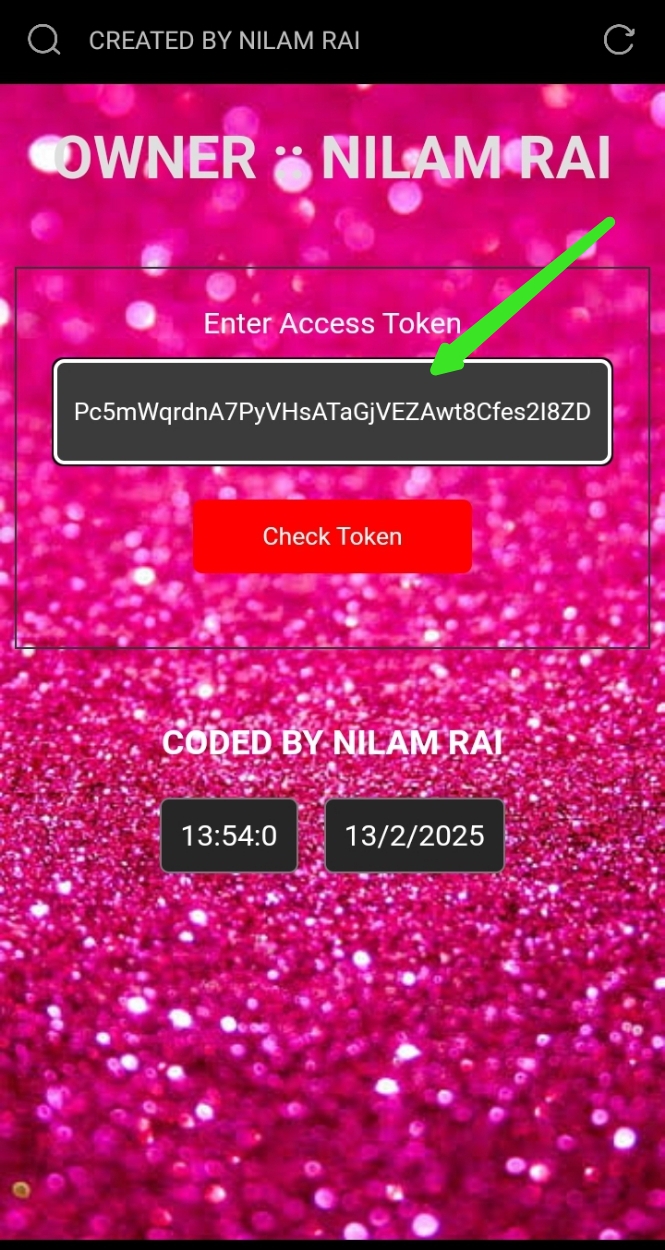 CREATED BY NILAM RAI
OWNER :: NILAM RAI
Enter Access Token
Pc5mWqrdnA7PyVHsATaGjVEZAwt8Cfes2I8ZD
Check Token
CODED BY NILAM RAI
13:54:0
13/2/2025